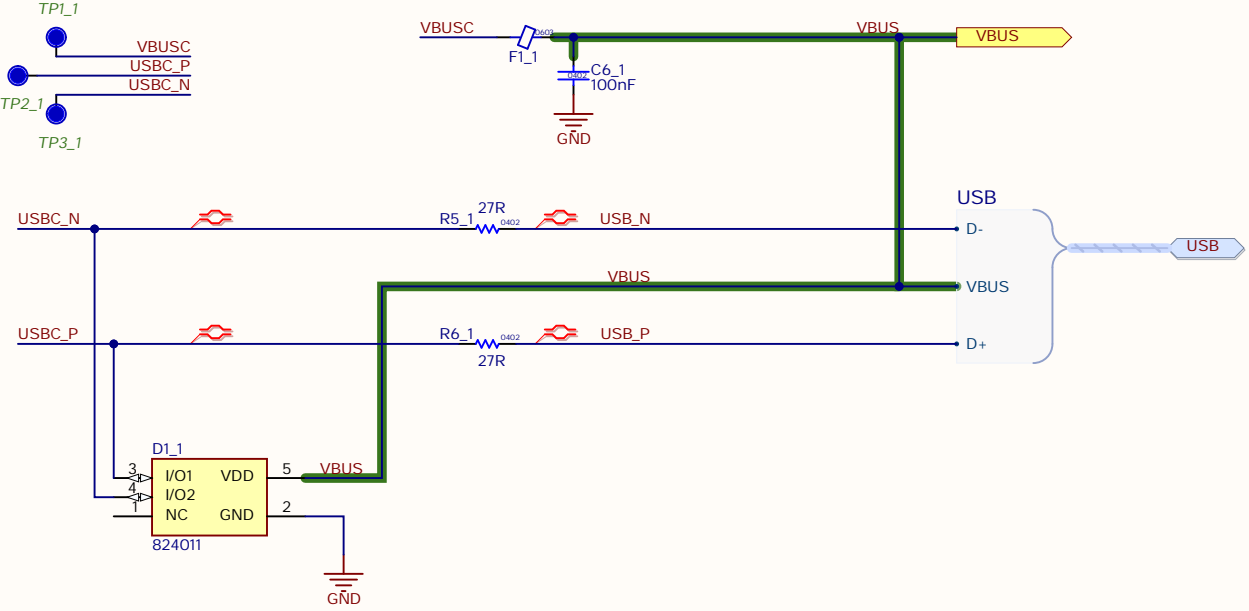 TP1_1
VBUSC
USBC_P
USBC_N
TP2_1
TP3_1
VBUSC
0603
F1_1
VBUS
VBUS
0402
C6_1
100nF
GND
USBC_N
R5_1
27R
0402
USB_N
USB
D-
VBUS
D+
USB
VBUS
USBC_P
R6_1
0402
27R
USB_P
D1_1
3
I/O1
VDD
5
VBUS
4
I/O2
1
NC
GND
2
824011
GND